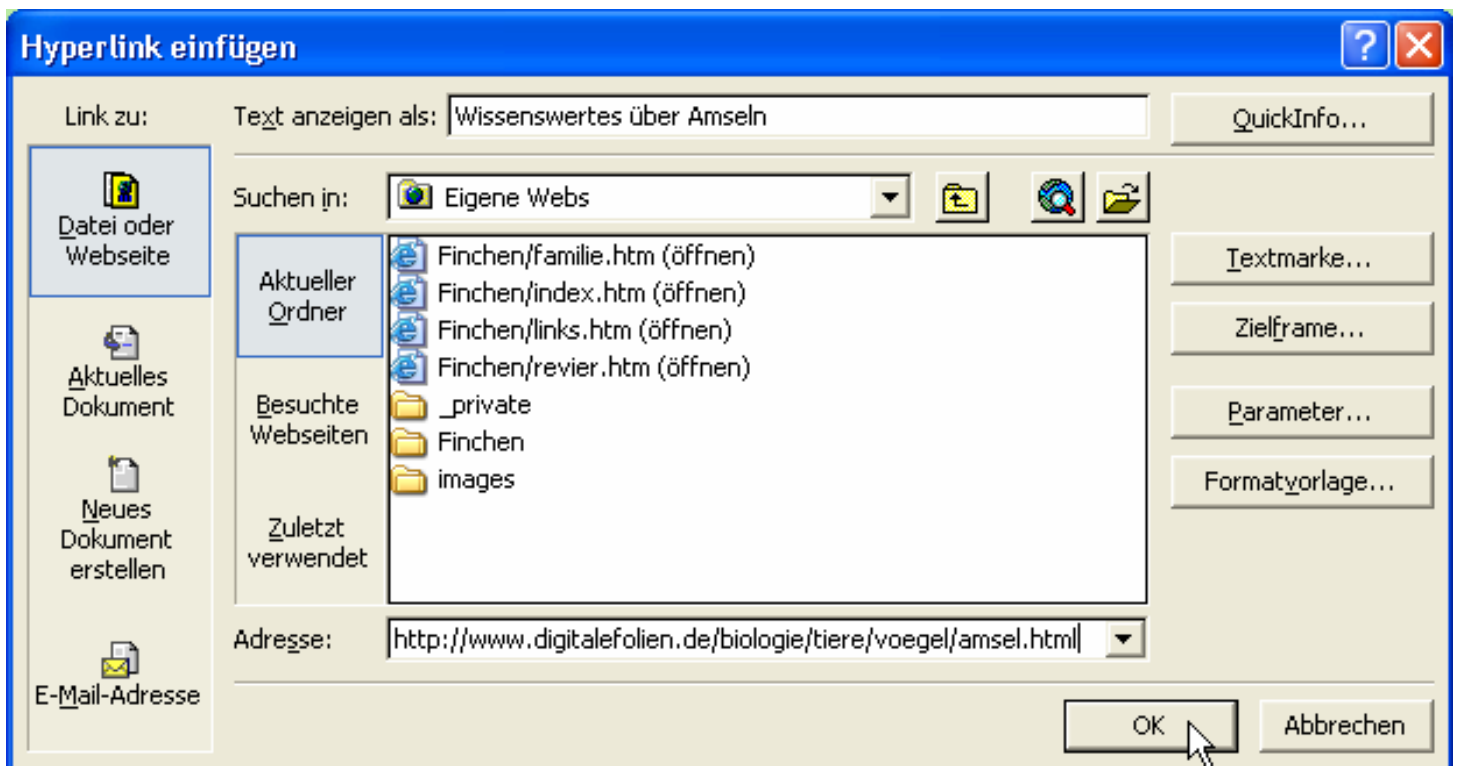 Hyperlink einfügen
Link zu:
Text anzeigen als: Wissenswertes über Amseln
QuickInfo...
Datei oder
Webseite
Aktuelles
Dokument
Neues
Dokument
erstellen
E-Mail-Adresse
Suchen in: Eigene Webs
Aktueller
Ordner
Besuchte
Webseiten
Zuletzt
verwendet
Finchen/familie.htm (öffnen)
Finchen/index.htm (öffnen)
Finchen/links.htm (öffnen)
Finchen/revier.htm (öffnen)
_private
Finchen
images
Textmarke...
Zielframe...
Parameter...
Formatvorlage...
Adresse: http://www.digitalefolien.de/biologie/tiere/voegel/amsel.html
OK
Abbrechen